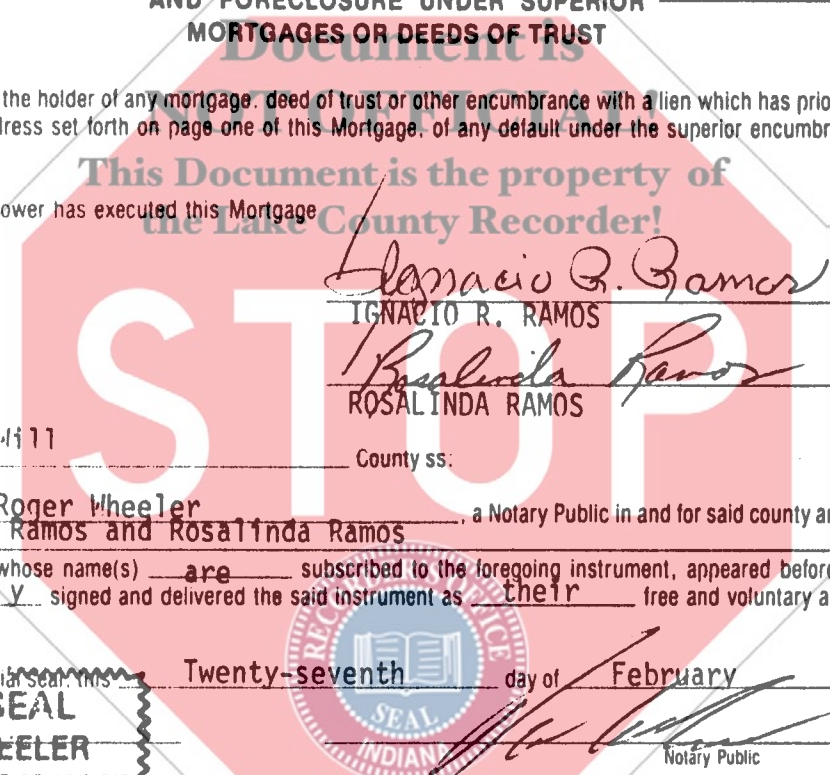 AND FORECLOSURE UNDER SUPERIOR
MORTGAGES OR DEEDS OF TRUST
Document is
NOT OFFICIAL!
This Document is the property of
the Lake County Recorder!
STOP
the holder of any mortgage, deed of trust or other encumbrance with a lien which has prio
dress set forth on page one of this Mortgage, of any default under the superior encumbr
ower has executed this Mortgage
Ignacio R. Ramos
IGNACIO R. RAMOS
Rosalinda Ramos
ROSALINDA RAMOS
Will
County ss:
Roger Wheeler , a Notary Public in and for said county an
Ramos and Rosalinda Ramos
whose name(s) are subscribed to the foregoing instrument, appeared before
y signed and delivered the said instrument as their free and voluntary a
ial seal, this Twenty-seventh day of February
SEAL
EELER
Notary Public
RECORDER'S OFFICE
SEAL
INDIANA